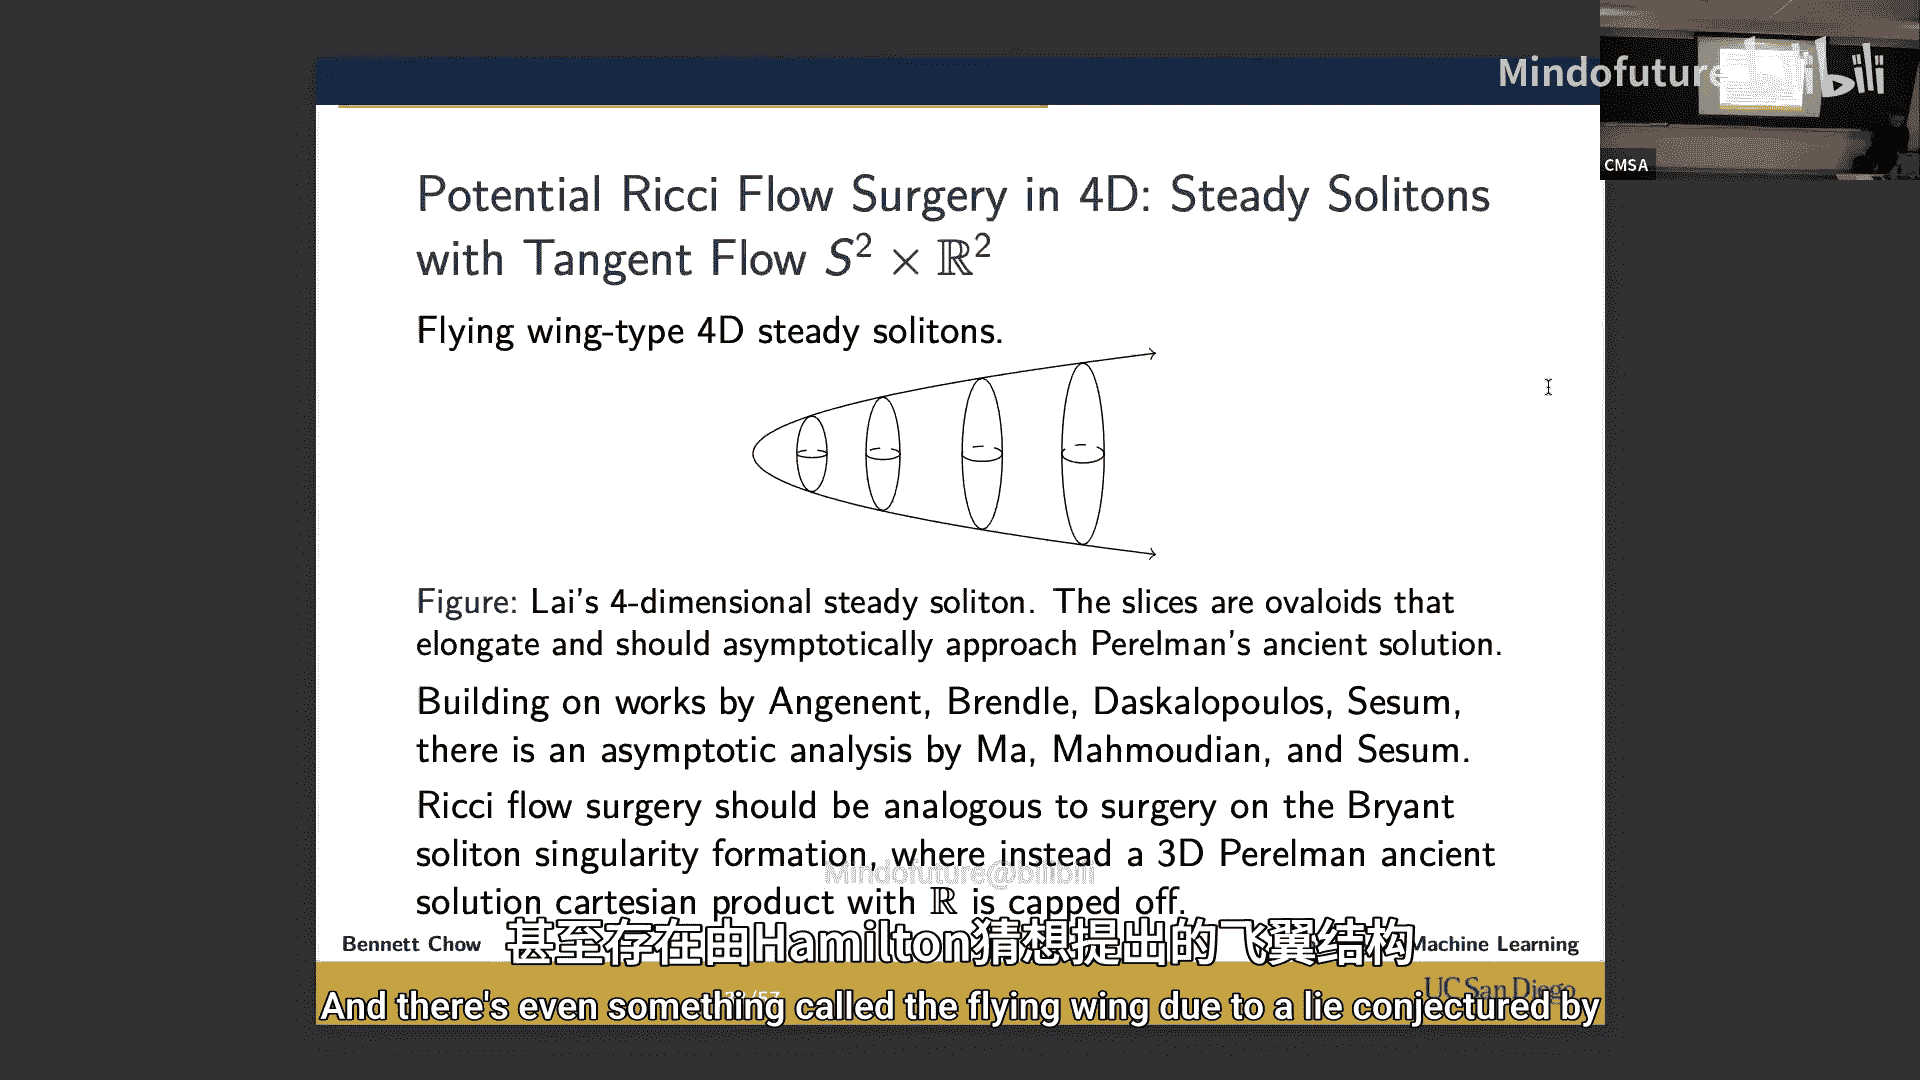 Mindofuture
bilibili
CMSA
Potential Ricci Flow Surgery in 4D: Steady Solitons
with Tangent Flow S² × ℝ²
Flying wing-type 4D steady solitons.
Figure: Lai's 4-dimensional steady soliton. The slices are ovaloids that
elongate and should asymptotically approach Perelman's ancient solution.
Building on works by Angenent, Brendle, Daskalopoulos, Sesum,
there is an asymptotic analysis by Ma, Mahmoudian, and Sesum.
Ricci flow surgery should be analogous to surgery on the Bryant
soliton singularity formation, where instead a 3D Perelman ancient
Mindofuture@bilibili
solution cartesian product with ℝ is capped off.
Bennett Chow
Machine Learning
甚至存在由Hamilton猜想提出的飞翼结构
UC San Diego
And there's even something called the flying wing due to a lie conjectured by